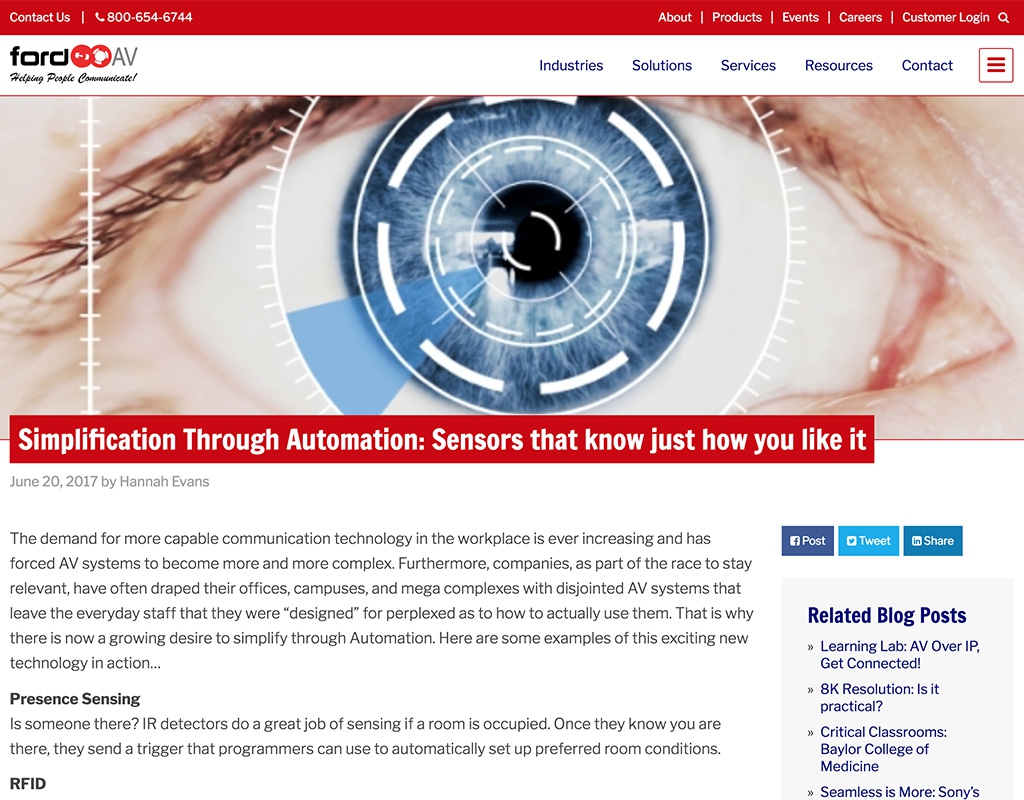 Contact Us | 800-654-6744
About | Products | Events | Careers | Customer Login
ford AV
Helping People Communicate!
Industries Solutions Services Resources Contact
Simplification Through Automation: Sensors that know just how you like it
June 20, 2017 by Hannah Evans
The demand for more capable communication technology in the workplace is ever increasing and has
forced AV systems to become more and more complex. Furthermore, companies, as part of the race to stay
relevant, have often draped their offices, campuses, and mega complexes with disjointed AV systems that
leave the everyday staff that they were “designed” for perplexed as to how to actually use them. That is why
there is now a growing desire to simplify through Automation. Here are some examples of this exciting new
technology in action...
Presence Sensing
Is someone there? IR detectors do a great job of sensing if a room is occupied. Once they know you are
there, they send a trigger that programmers can use to automatically set up preferred room conditions.
RFID
Post Tweet Share
Related Blog Posts
» Learning Lab: AV Over IP,
Get Connected!
» 8K Resolution: Is it
practical?
» Critical Classrooms:
Baylor College of
Medicine
» Seamless is More: Sony’s